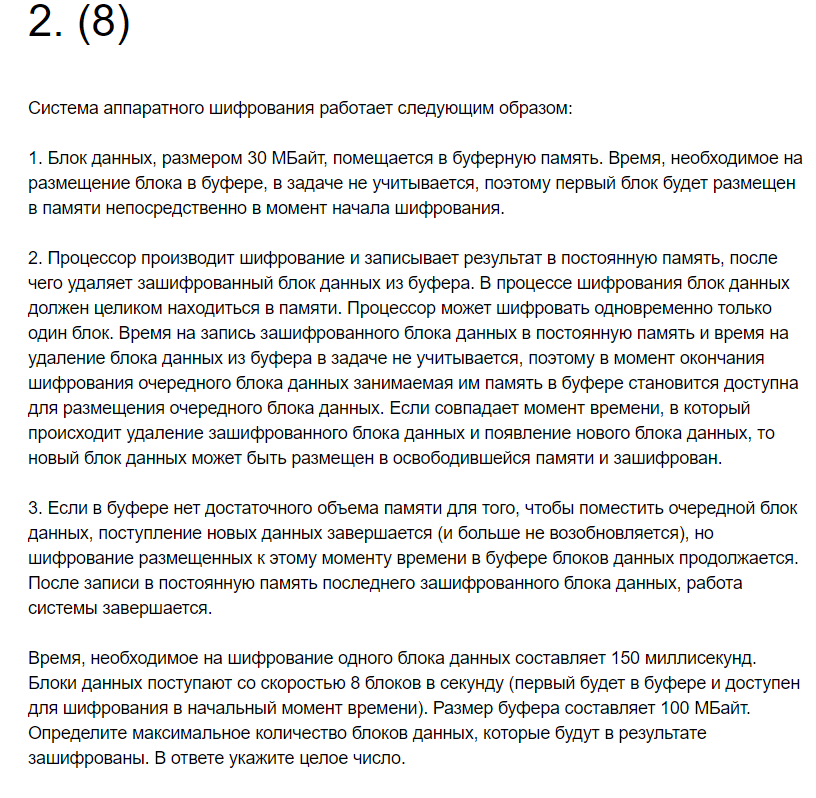 2. (8)
Система аппаратного шифрования работает следующим образом:
1. Блок данных, размером 30 МБайт, помещается в буферную память. Время, необходимое на
размещение блока в буфере, в задаче не учитывается, поэтому первый блок будет размещен
в памяти непосредственно в момент начала шифрования.
2. Процессор производит шифрование и записывает результат в постоянную память, после
чего удаляет зашифрованный блок данных из буфера. В процессе шифрования блок данных
должен целиком находиться в памяти. Процессор может шифровать одновременно только
один блок. Время на запись зашифрованного блока данных в постоянную память и время на
удаление блока данных из буфера в задаче не учитывается, поэтому в момент окончания
шифрования очередного блока данных занимаемая им память в буфере становится доступна
для размещения очередного блока данных. Если совпадает момент времени, в который
происходит удаление зашифрованного блока данных и появление нового блока данных, то
новый блок данных может быть размещен в освободившейся памяти и зашифрован.
3. Если в буфере нет достаточного объема памяти для того, чтобы поместить очередной блок
данных, поступление новых данных завершается (и больше не возобновляется), но
шифрование размещенных к этому моменту времени в буфере блоков данных продолжается.
После записи в постоянную память последнего зашифрованного блока данных, работа
системы завершается.
Время, необходимое на шифрование одного блока данных составляет 150 миллисекунд.
Блоки данных поступают со скоростью 8 блоков в секунду (первый будет в буфере и доступен
для шифрования в начальный момент времени). Размер буфера составляет 100 МБайт.
Определите максимальное количество блоков данных, которые будут в результате
зашифрованы. В ответе укажите целое число.